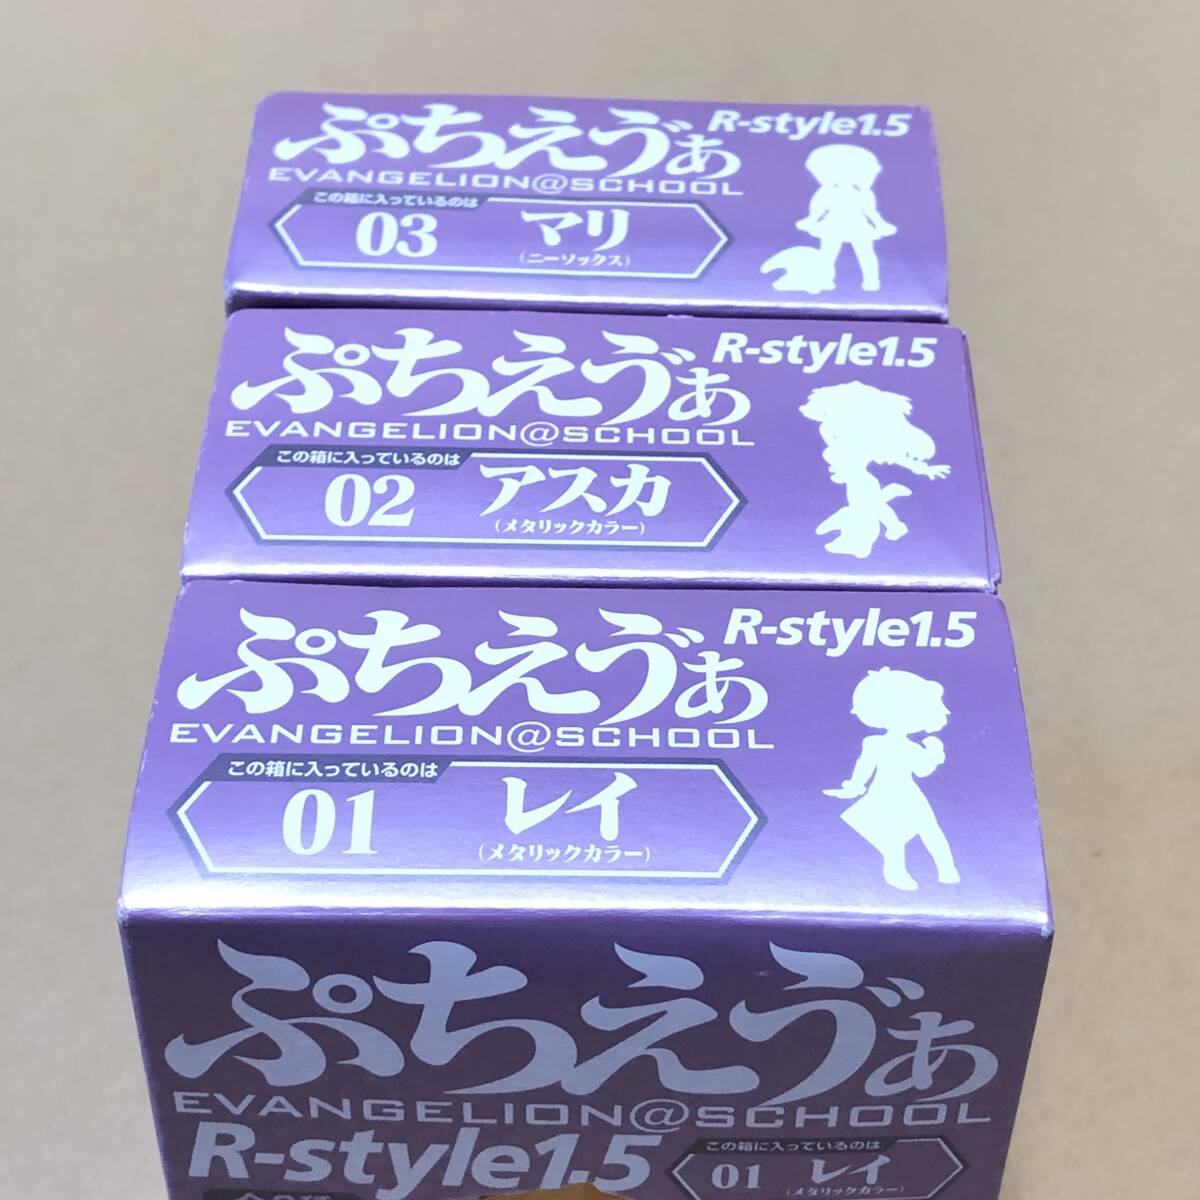 ぷちえゔぁ R-style1.5
EVANGELION@SCHOOL
この箱に入っているのは
03 マリ
(ニーソックス)
ぷちえゔぁ R-style1.5
EVANGELION@SCHOOL
この箱に入っているのは
02 アスカ
(メタリックカラー)
ぷちえゔぁ R-style1.5
EVANGELION@SCHOOL
この箱に入っているのは
01 レイ
(メタリックカラー)
ぷちえゔぁ
EVANGELION@SCHOOL
R-style1.5
この箱に入っているのは
01 レイ
(メタリックカラー)